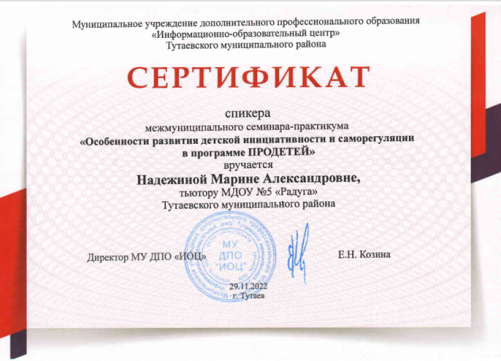 Муниципальное учреждение дополнительного профессионального образования
«Информационно-образовательный центр»
Тутаевского муниципального района
СЕРТИФИКАТ
спикера
межмуниципального семинара-практикума
«Особенности развития детской инициативности и саморегуляции
в программе ПРОДЕТЕЙ»
вручается
Надежиной Марине Александровне,
тьютору МДОУ №5 «Радуга»
Тутаевского муниципального района
МУ
ДПО
"ИОЦ"
Директор МУ ДПО «ИОЦ» Е.Н. Козина
29.11.2022
г. Тутаев